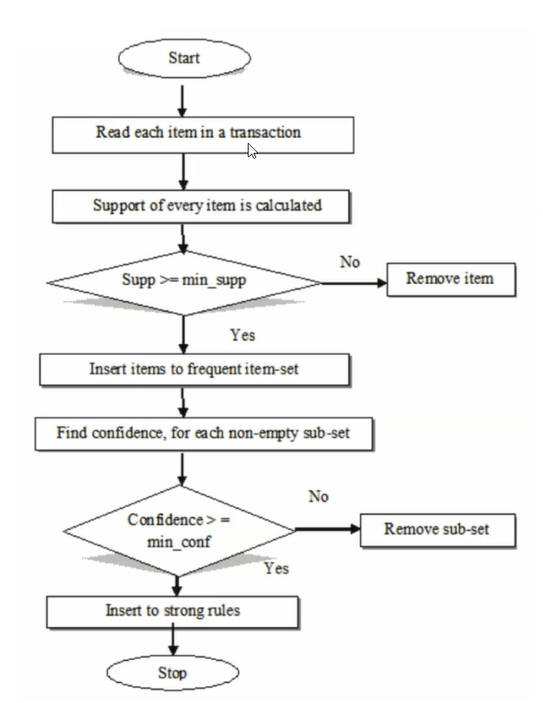 Start
Read each item in a transaction
Support of every item is calculated
Supp >= min_supp
No
Remove item
Yes
Insert items to frequent item-set
Find confidence, for each non-empty sub-set
Confidence > =
min_conf
No
Remove sub-set
Yes
Insert to strong rules
Stop